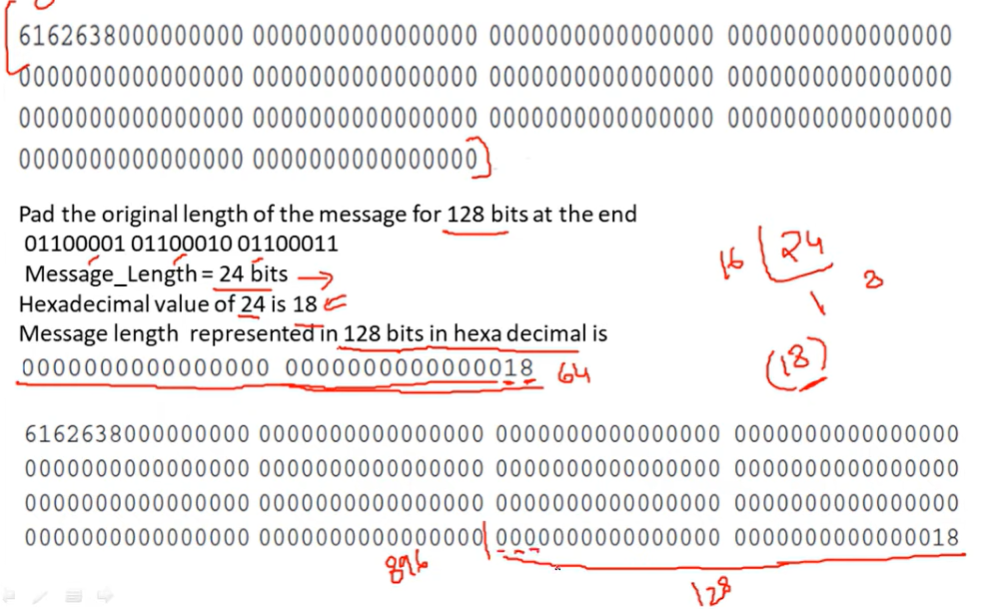 6162638000000000 0000000000000000 0000000000000000 0000000000000000
0000000000000000 0000000000000000 0000000000000000 0000000000000000
0000000000000000 0000000000000000 0000000000000000 0000000000000000
0000000000000000 0000000000000000
Pad the original length of the message for 128 bits at the end
01100001 01100010 01100011
Message_Length = 24 bits
Hexadecimal value of 24 is 18
Message length represented in 128 bits in hexa decimal is
0000000000000000 0000000000000018 64
16 24 8
(18)
6162638000000000 0000000000000000 0000000000000000 0000000000000000
0000000000000000 0000000000000000 0000000000000000 0000000000000000
0000000000000000 0000000000000000 0000000000000000 0000000000000000
0000000000000000 0000000000000000 0000000000000000 0000000000000018
896 128